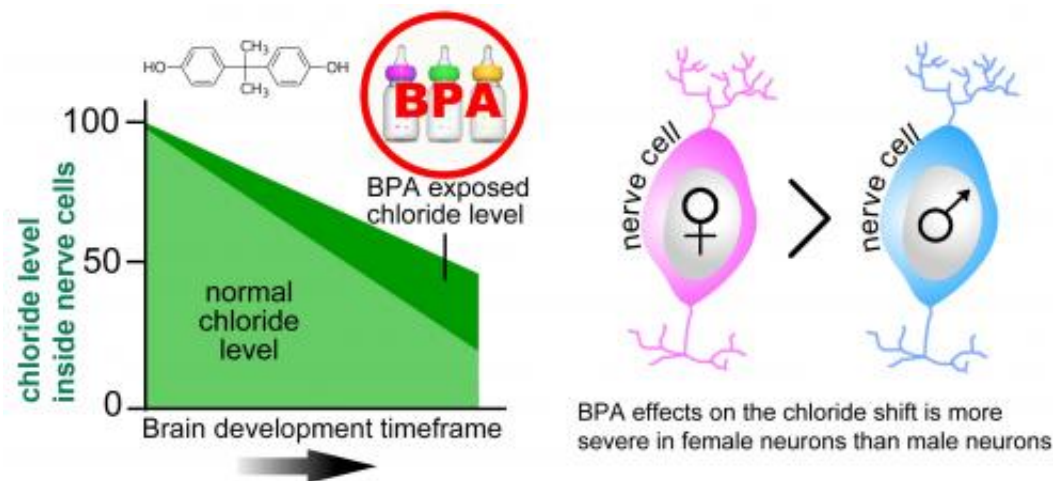 HO
CH₃
CH₃
OH
BPA
BPA exposed
chloride level
100
50
0
chloride level
inside nerve cells
normal
chloride
level
Brain development timeframe
nerve cell
♀
>
nerve cell
♂
BPA effects on the chloride shift is more
severe in female neurons than male neurons